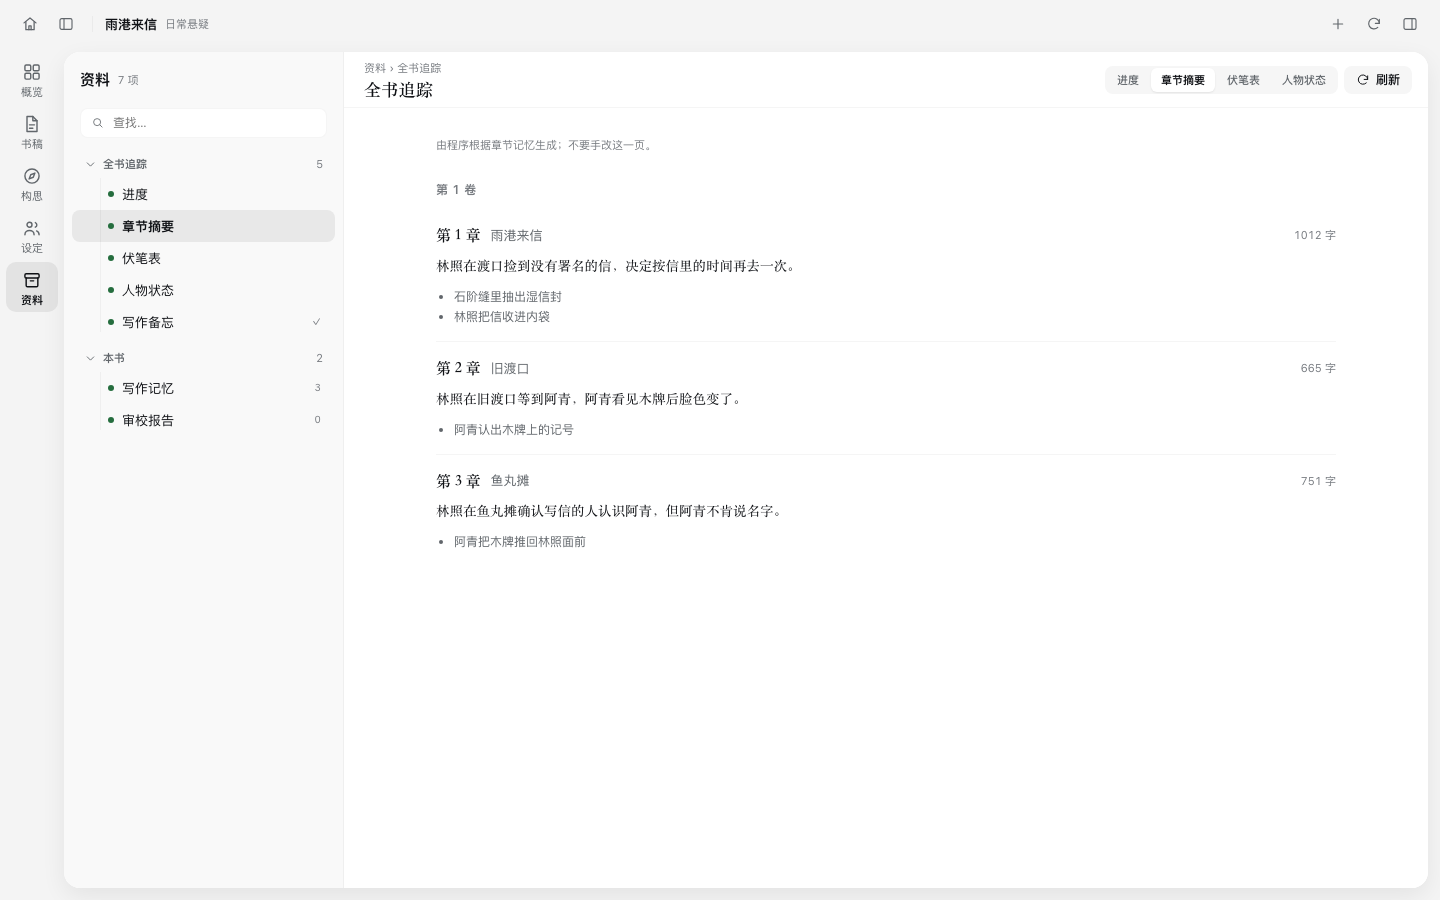 雨港来信 日常悬疑
概览
书稿
构思
设定
资料
资料 7 项
查找...
全书追踪 5
进度
章节摘要
伏笔表
人物状态
写作备忘
本书 2
写作记忆 3
审校报告 0
资料 › 全书追踪
全书追踪
进度 章节摘要 伏笔表 人物状态 刷新
由程序根据章节记忆生成；不要手改这一页。
第 1 卷
第 1 章 雨港来信 1012 字
林照在渡口捡到没有署名的信，决定按信里的时间再去一次。
• 石阶缝里抽出湿信封
• 林照把信收进内袋
第 2 章 旧渡口 665 字
林照在旧渡口等到阿青，阿青看见木牌后脸色变了。
• 阿青认出木牌上的记号
第 3 章 鱼丸摊 751 字
林照在鱼丸摊确认写信的人认识阿青，但阿青不肯说名字。
• 阿青把木牌推回林照面前